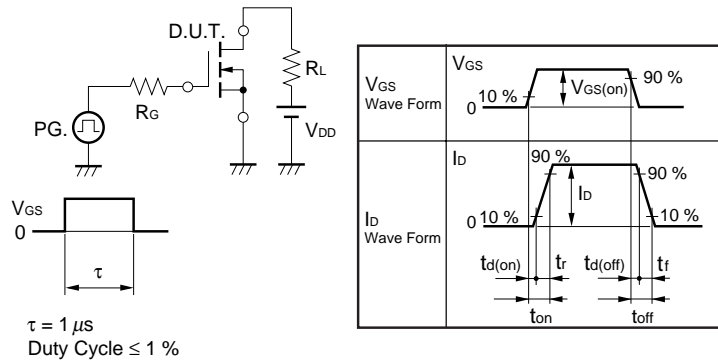 D.U.T.
RL
RG
PG.
VDD
VGS
0
τ
τ = 1 μs
Duty Cycle ≤ 1 %
VGS
Wave Form
VGS
90 %
VGS(on)
10 %
0
ID
Wave Form
ID
90 %
90 %
ID
0
10 %
10 %
td(on)
tr
td(off)
tf
ton
toff